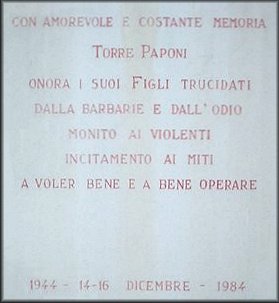 CON AMOREVOLE E COSTANTE MEMORIA
TORRE PAPONI
ONORA I SUOI FIGLI TRUCIDATI
DALLA BARBARIE E DALL'ODIO
MONITO AI VIOLENTI
INCITAMENTO AI MITI
A VOLER BENE E A BENE OPERARE
1944 - 14-16 DICEMBRE - 1984